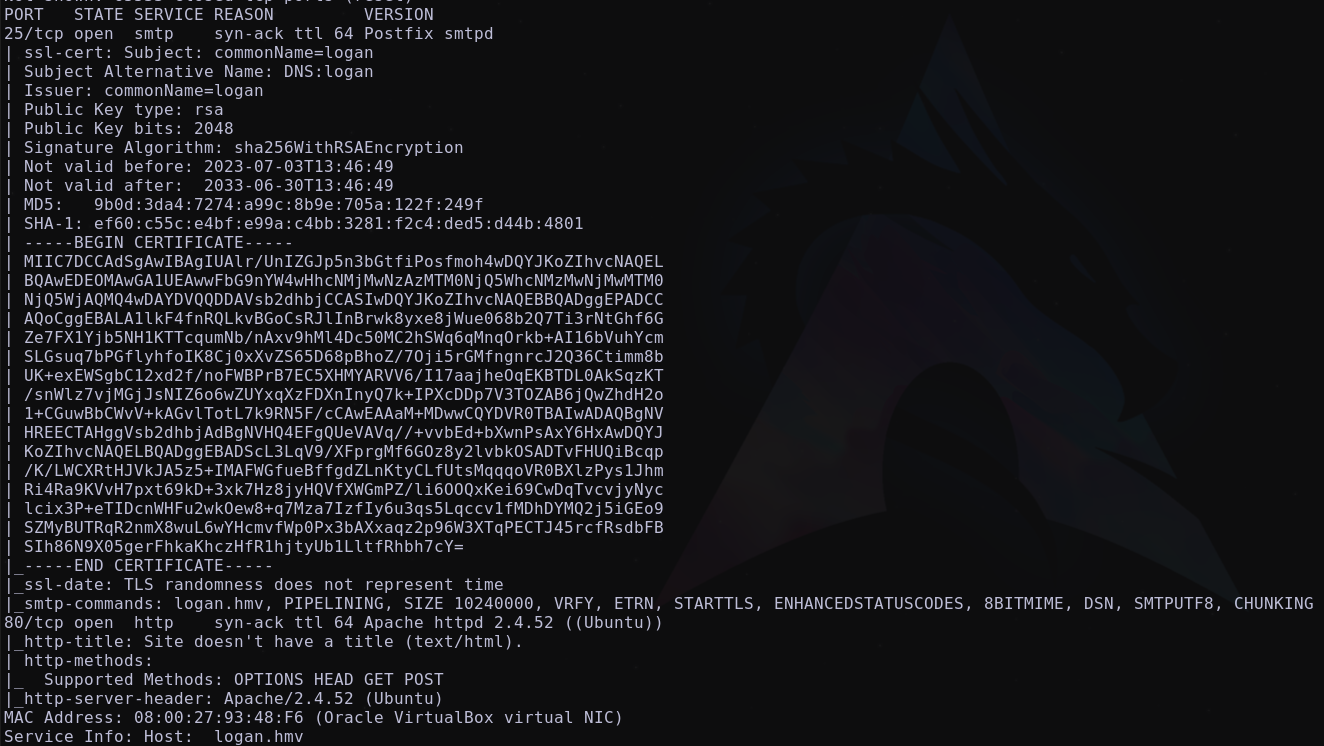 PORT   STATE SERVICE REASON         VERSION
25/tcp open  smtp    syn-ack ttl 64 Postfix smtpd
| ssl-cert: Subject: commonName=logan
| Subject Alternative Name: DNS:logan
| Issuer: commonName=logan
| Public Key type: rsa
| Public Key bits: 2048
| Signature Algorithm: sha256WithRSAEncryption
| Not valid before: 2023-07-03T13:46:49
| Not valid after:  2033-06-30T13:46:49
| MD5:   9b0d:3da4:7274:a99c:8b9e:705a:122f:249f
| SHA-1: ef60:c55c:e4bf:e99a:c4bb:3281:f2c4:ded5:d44b:4801
| -----BEGIN CERTIFICATE-----
| MIIC7DCCAdSgAwIBAgIUAlr/UnIZGJp5n3bGtfiPosfmoh4wDQYJKoZIhvcNAQEL
| BQAwEDEOMAwGA1UEAwwFbG9nYW4wHhcNMjMwNzAzMTM0NjQ5WhcNMzMwNjMwMTM0
| NjQ5WjAQMQ4wDAYDVQQDDAVsb2dhbjCCASIwDQYJKoZIhvcNAQEBBQADggEPADCC
| AQoCggEBALA1lkF4fnRQLkvBGoCsRJlInBrwk8yxe8jWue068b2Q7Ti3rNtGhf6G
| Ze7FX1Yjb5NH1KTTcqumNb/nAxv9hMl4Dc50MC2hSWq6qMnqOrkb+AI16bVuhYcm
| SLGsuq7bPGflyhfoIK8Cj0xXvZS65D68pBhoZ/7Oji5rGMfngnrcJ2Q36Ctimm8b
| UK+exEWSgbC12xd2f/noFWBPrB7EC5XHMYARVV6/I17aajheOqEKBTDL0AkSqzKT
| /snWlz7vjMGjJsNIZ6o6wZUYxqXzFDXnInyQ7k+IPXcDDp7V3TOZAB6jQwZhdH2o
| 1+CGuwBbCWvV+kAGvlTotL7k9RN5F/cCAwEAAaM+MDwwCQYDVR0TBAIwADAQBgNV
| HREECTAHggVsb2dhbjAdBgNVHQ4EFgQUeVAVq//+vvbEd+bXwnPsAxY6HxAwDQYJ
| KoZIhvcNAQELBQADggEBADScL3LqV9/XFprgMf6GOz8y2lvbkOSADTvFHUQiBcqp
| /K/LWCXRtHJVkJA5z5+IMAFWGfueBffgdZLnKtyCLfUtsMqqqoVR0BXlzPys1Jhm
| Ri4Ra9KVvH7pxt69kD+3xk7Hz8jyHQVfXWGmPZ/li6OOQxKei69CwDqTvcvjyNyc
| lcix3P+eTIDcnWHFu2wkOew8+q7Mza7IzfIy6u3qs5Lqccv1fMDhDYMQ2j5iGEo9
| SZMyBUTRqR2nmX8wuL6wYHcmvfWp0Px3bAXxaqz2p96W3XTqPECTJ45rcfRsdbFB
| SIh86N9X05gerFhkaKhczHfR1hjtyUb1LltfRhbh7cY=
|_-----END CERTIFICATE-----
|_ssl-date: TLS randomness does not represent time
|_smtp-commands: logan.hmv, PIPELINING, SIZE 10240000, VRFY, ETRN, STARTTLS, ENHANCEDSTATUSCODES, 8BITMIME, DSN, SMTPUTF8, CHUNKING
80/tcp open  http    syn-ack ttl 64 Apache httpd 2.4.52 ((Ubuntu))
|_http-title: Site doesn't have a title (text/html).
| http-methods:
|_  Supported Methods: OPTIONS HEAD GET POST
|_http-server-header: Apache/2.4.52 (Ubuntu)
MAC Address: 08:00:27:93:48:F6 (Oracle VirtualBox virtual NIC)
Service Info: Host:  logan.hmv